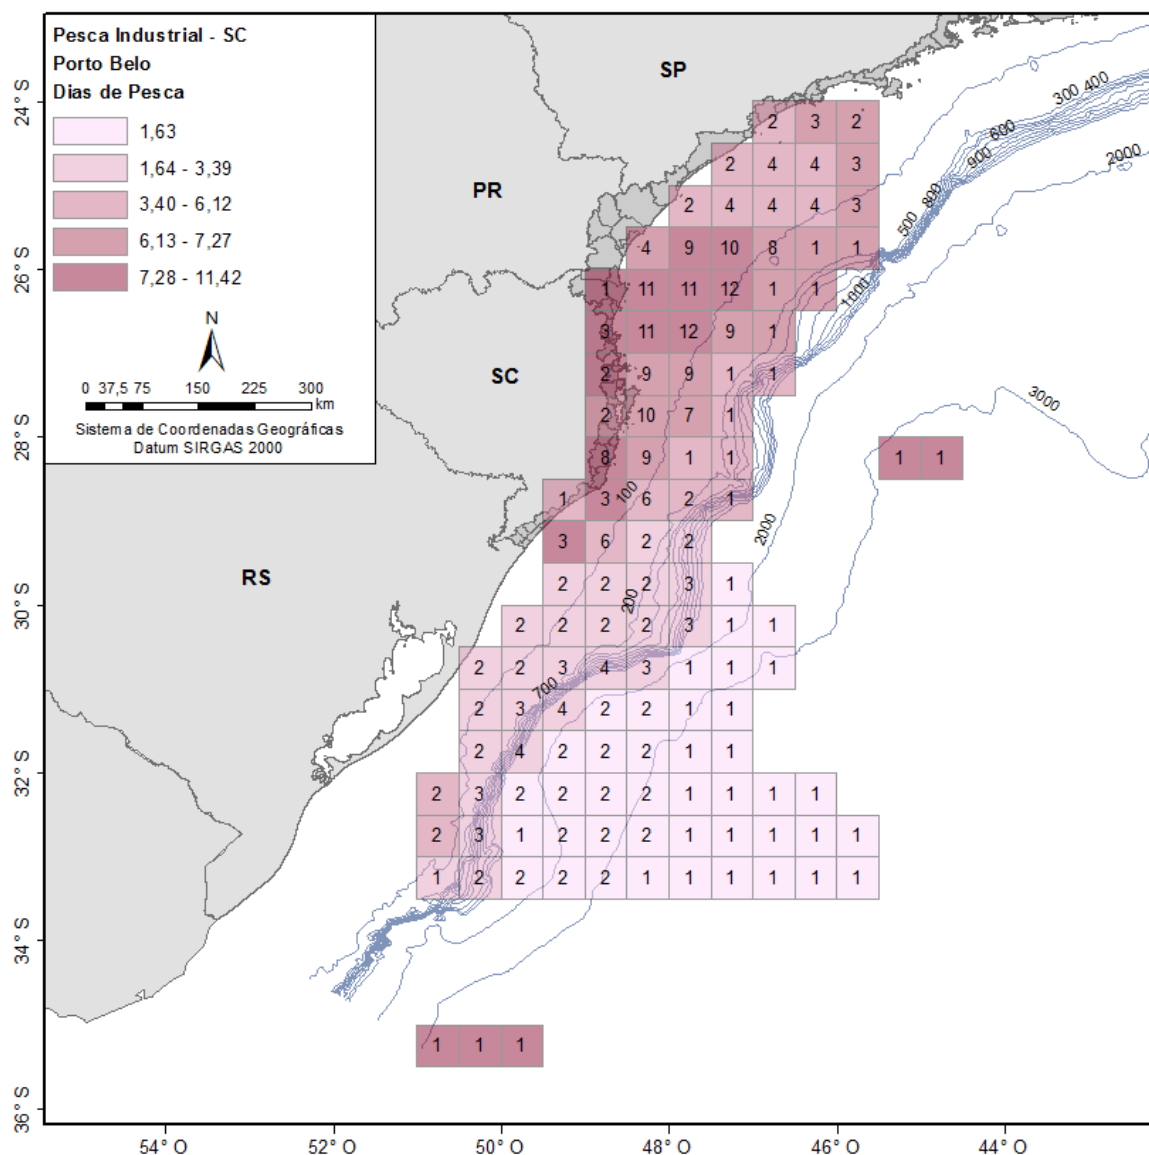 Pesca Industrial - SC
Porto Belo
Dias de Pesca
1,63
1,64 - 3,39
3,40 - 6,12
6,13 - 7,27
7,28 - 11,42
N
0 37,5 75 150 225 300
km
Sistema de Coordenadas Geográficas
Datum SIRGAS 2000
SP
PR
SC
RS
24° S
26° S
28° S
30° S
32° S
34° S
36° S
54° O
52° O
50° O
48° O
46° O
44° O
300
400
600
900
2000
800
500
1000
3000
100
2000
200
700
2 3 2
2 4 4 3
2 4 4 4 3
4 9 10 8 1 1
1 11 11 12 1 1
3 11 12 9 1
2 9 9 1 1
2 10 7 1
8 9 1 1
1 1
1 3 6 2 1
3 6 2 2
2 2 2 3 1
2 2 2 2 3 1 1
2 2 3 4 3 1 1 1
2 3 4 2 2 1 1
2 4 2 2 2 1 1
2 3 2 2 2 2 1 1 1 1
2 3 1 2 2 2 1 1 1 1 1
1 2 2 2 2 1 1 1 1 1 1
1 1 1